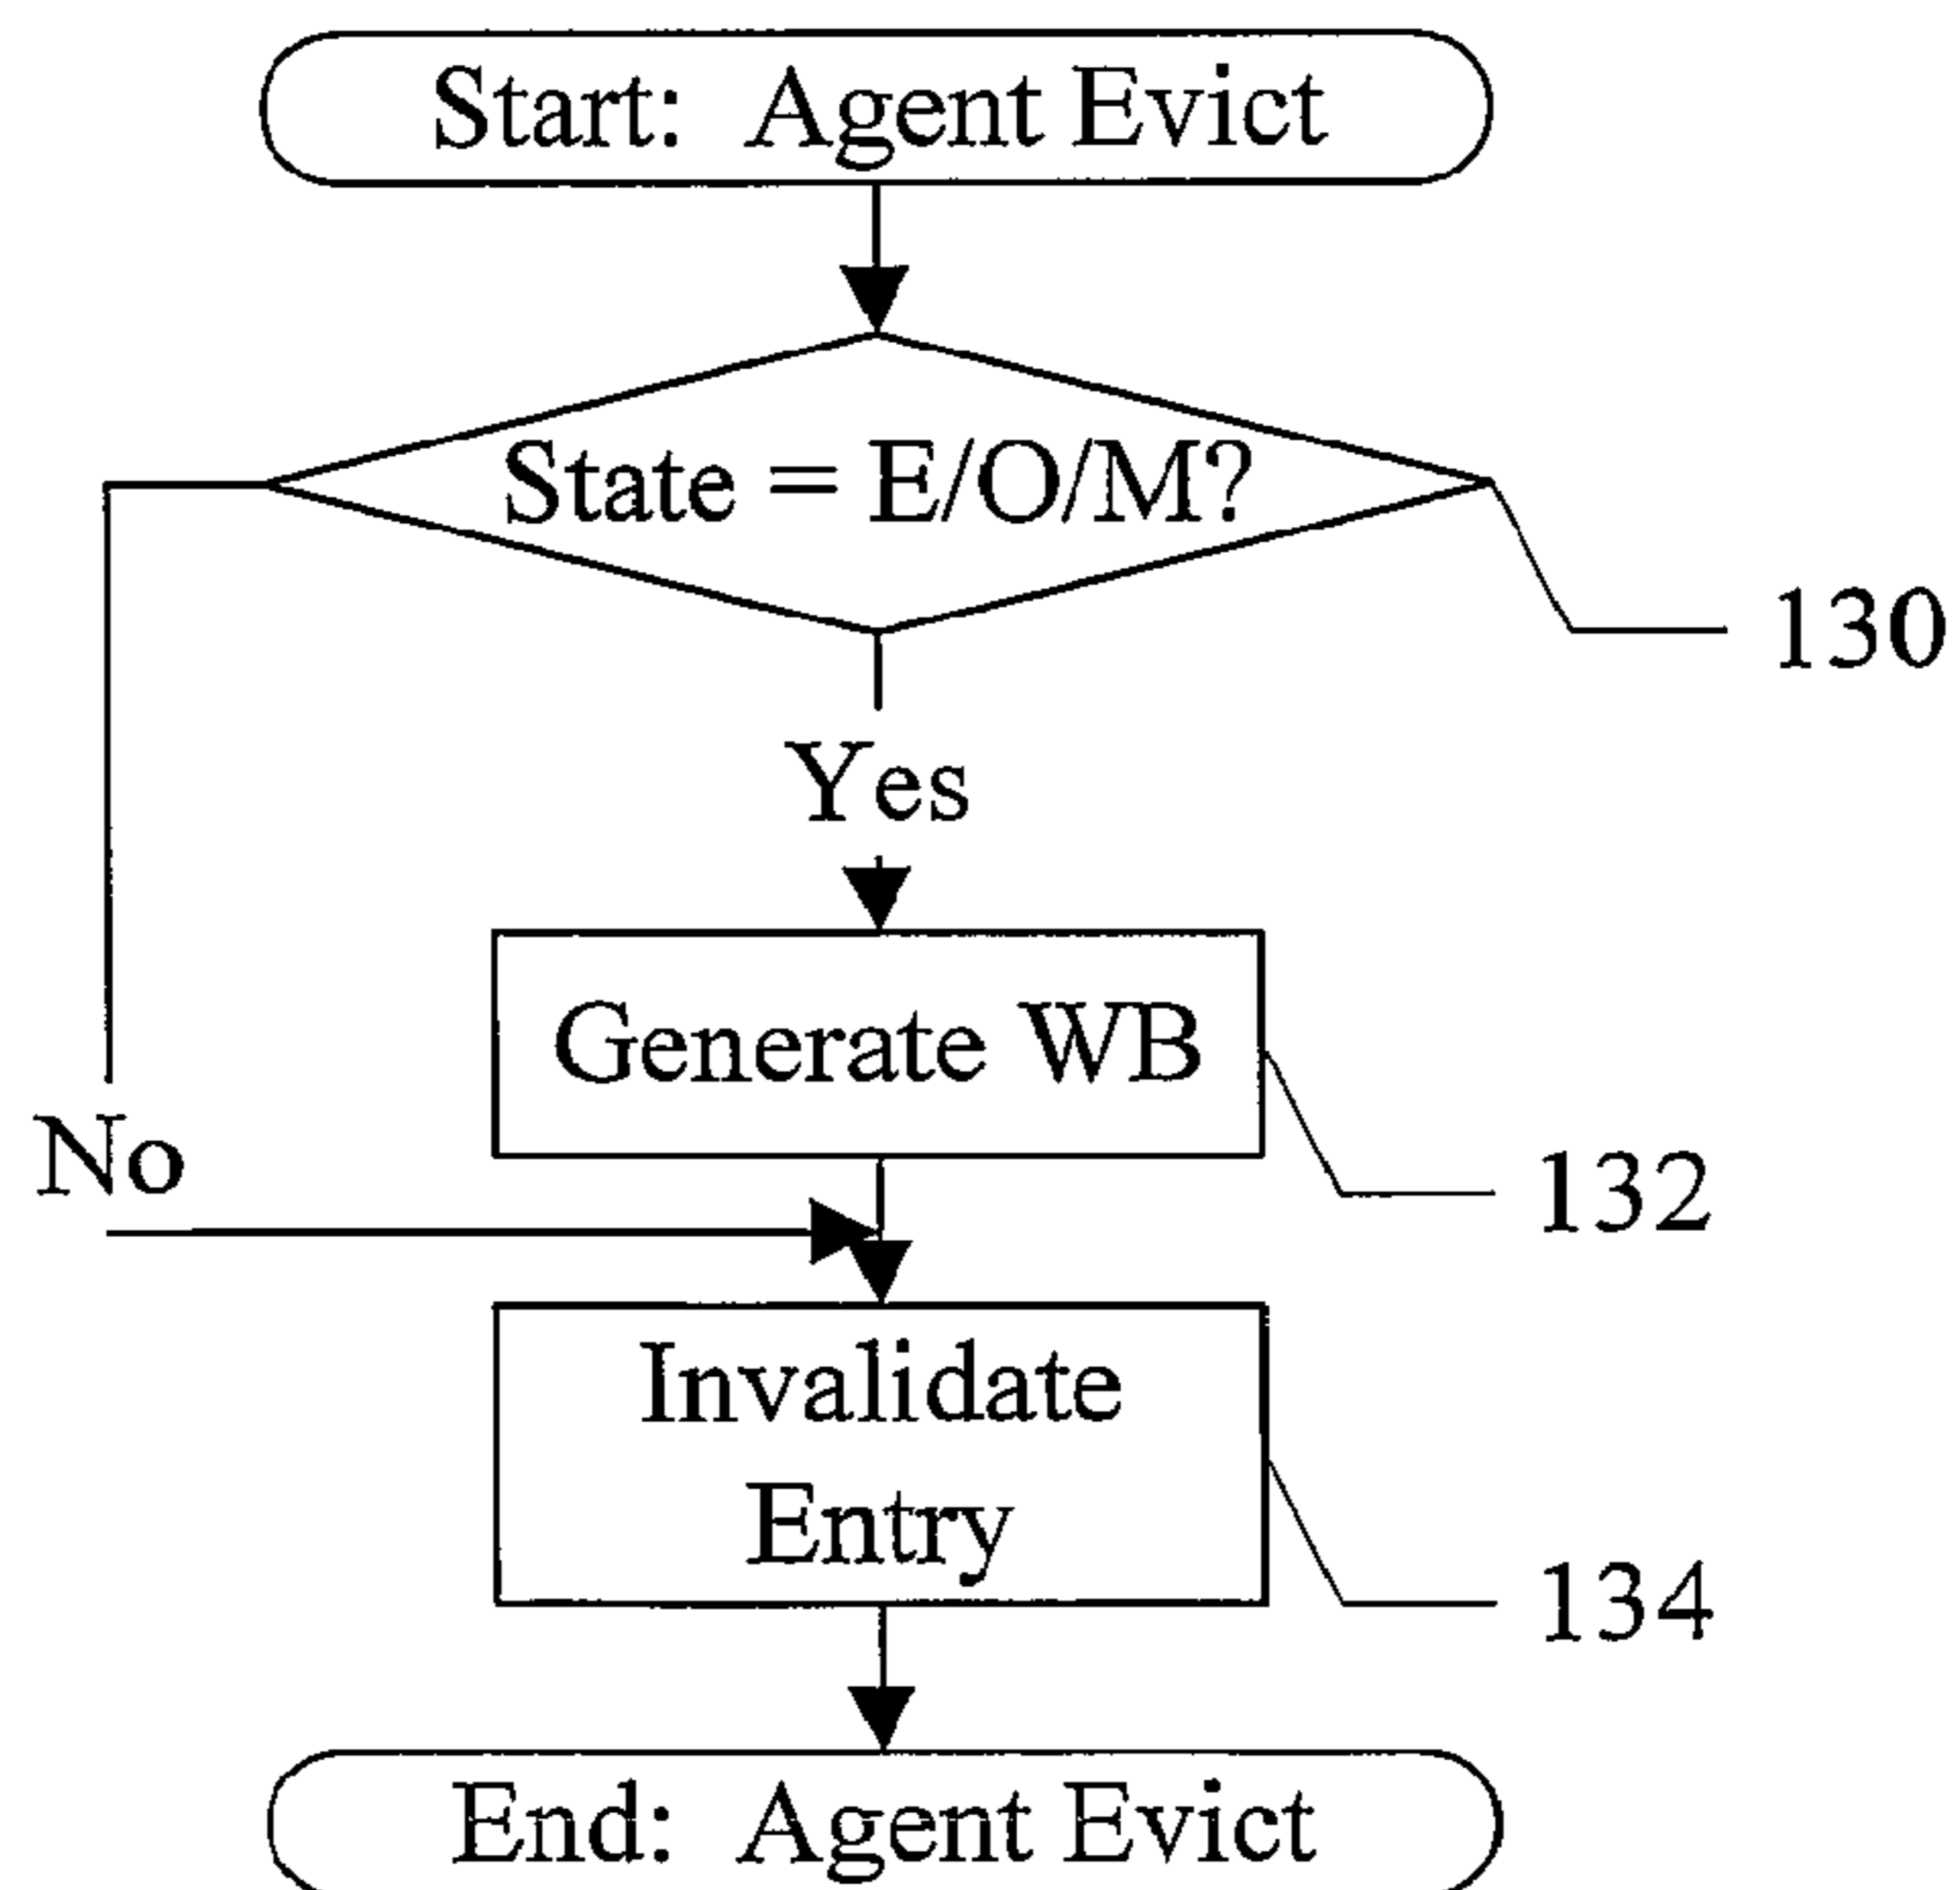 Start: Agent Evict
State = E/O/M?
130
Yes
Generate WB
No
132
Invalidate
Entry
134
End: Agent Evict